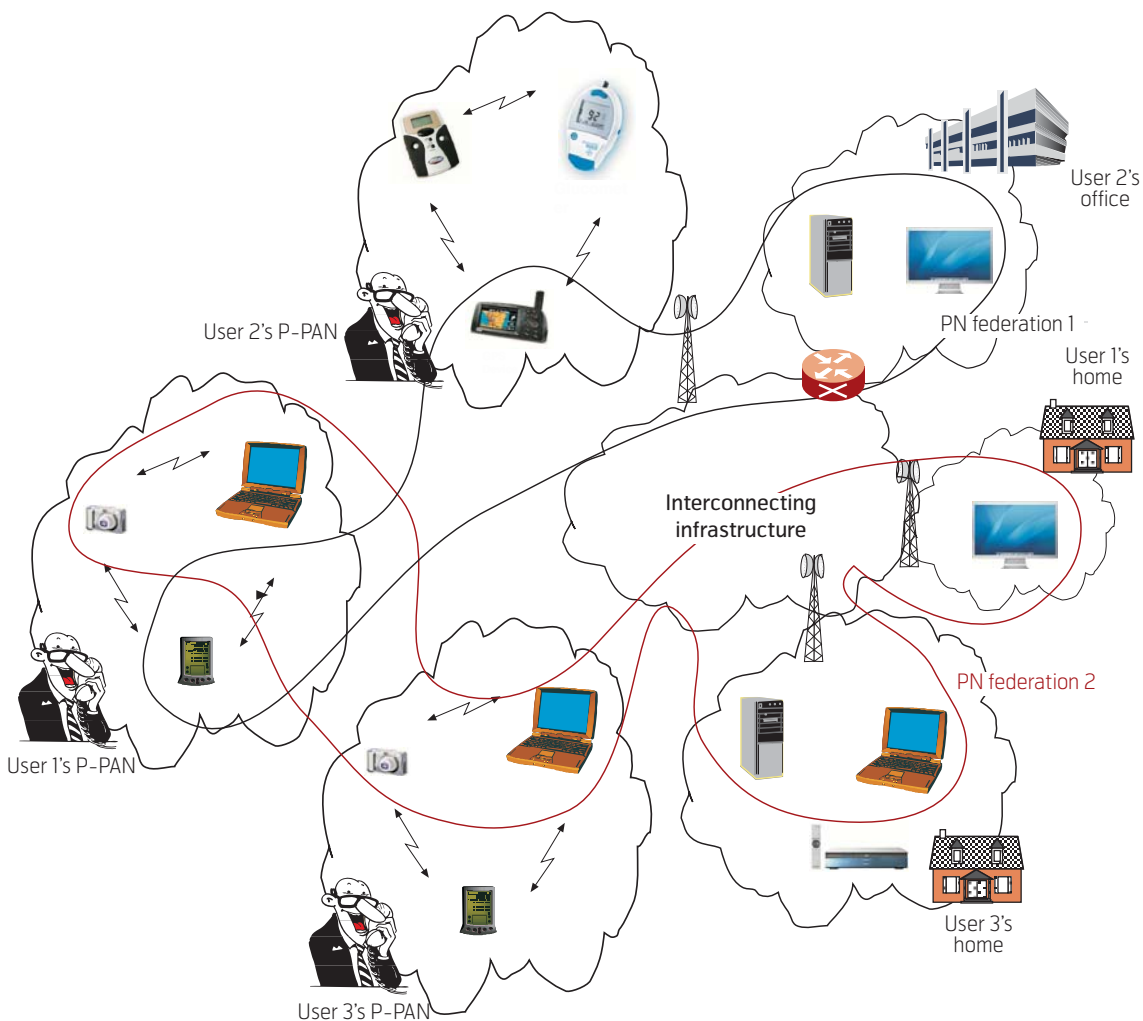 92
User 2's
office
User 2's P-PAN
PN federation 1
User 1's
home
Interconnecting
infrastructure
PN federation 2
User 1's P-PAN
User 3's
home
User 3's P-PAN